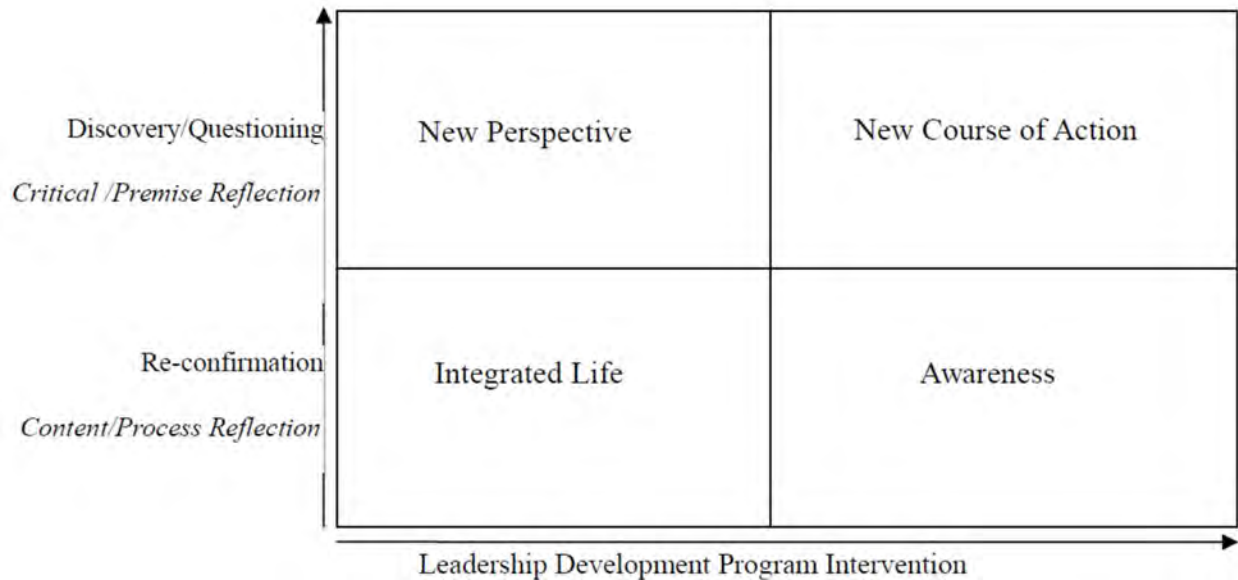 Discovery/Questioning
Critical /Premise Reflection
New Perspective
New Course of Action
Re-confirmation
Content/Process Reflection
Integrated Life
Awareness
Leadership Development Program Intervention